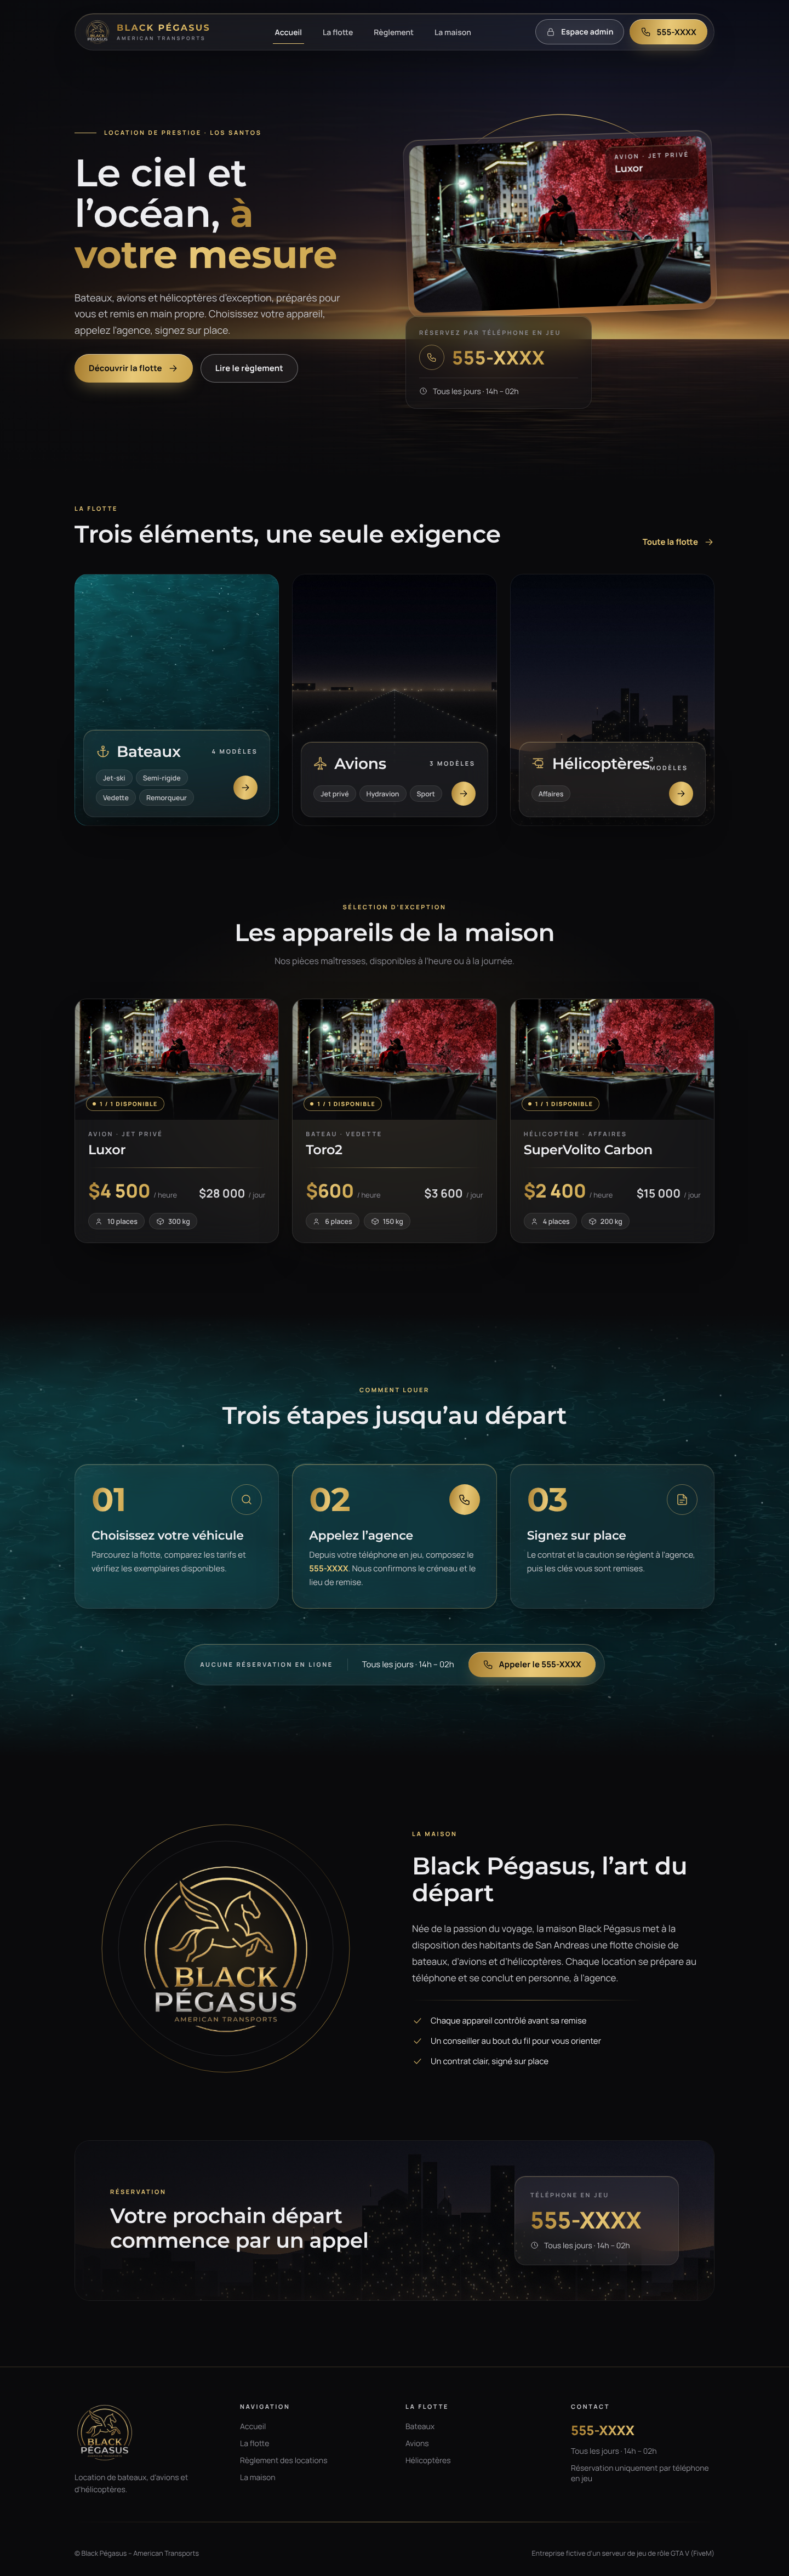 BLACK PÉGASUS
AMERICAN TRANSPORTS
Accueil
La flotte
Règlement
La maison
Espace admin
555-XXXX
LOCATION DE PRESTIGE · LOS SANTOS
Le ciel et
l’océan, à
votre mesure
Bateaux, avions et hélicoptères d’exception, préparés pour
vous et remis en main propre. Choisissez votre appareil,
appelez l’agence, signez sur place.
Découvrir la flotte
Lire le règlement
AVION · JET PRIVÉ
Luxor
RÉSERVEZ PAR TÉLÉPHONE EN JEU
555-XXXX
Tous les jours · 14h – 02h
LA FLOTTE
Trois éléments, une seule exigence
Toute la flotte
Bateaux
4 MODÈLES
Jet-ski
Semi-rigide
Vedette
Remorqueur
Avions
3 MODÈLES
Jet privé
Hydravion
Sport
Hélicoptères
2
MODÈLES
Affaires
SÉLECTION D’EXCEPTION
Les appareils de la maison
Nos pièces maîtresses, disponibles à l’heure ou à la journée.
1 / 1 DISPONIBLE
AVION · JET PRIVÉ
Luxor
$4 500 / heure
$28 000 / jour
10 places
300 kg
1 / 1 DISPONIBLE
BATEAU · VEDETTE
Toro2
$600 / heure
$3 600 / jour
6 places
150 kg
1 / 1 DISPONIBLE
HÉLICOPTÈRE · AFFAIRES
SuperVolito Carbon
$2 400 / heure
$15 000 / jour
4 places
200 kg
COMMENT LOUER
Trois étapes jusqu’au départ
01
Choisissez votre véhicule
Parcourez la flotte, comparez les tarifs et
vérifiez les exemplaires disponibles.
02
Appelez l’agence
Depuis votre téléphone en jeu, composez le
555-XXXX. Nous confirmons le créneau et le
lieu de remise.
03
Signez sur place
Le contrat et la caution se règlent à l’agence,
puis les clés vous sont remises.
AUCUNE RÉSERVATION EN LIGNE
Tous les jours · 14h – 02h
Appeler le 555-XXXX
BLACK
PÉGASUS
AMERICAN TRANSPORTS
LA MAISON
Black Pégasus, l’art du
départ
Née de la passion du voyage, la maison Black Pégasus met à la
disposition des habitants de San Andreas une flotte choisie de
bateaux, d’avions et d’hélicoptères. Chaque location se prépare au
téléphone et se conclut en personne, à l’agence.
Chaque appareil contrôlé avant sa remise
Un conseiller au bout du fil pour vous orienter
Un contrat clair, signé sur place
RÉSERVATION
Votre prochain départ
commence par un appel
TÉLÉPHONE EN JEU
555-XXXX
Tous les jours · 14h – 02h
BLACK
PÉGASUS
Location de bateaux, d’avions et
d’hélicoptères.
NAVIGATION
Accueil
La flotte
Règlement des locations
La maison
LA FLOTTE
Bateaux
Avions
Hélicoptères
CONTACT
555-XXXX
Tous les jours · 14h – 02h
Réservation uniquement par téléphone
en jeu
© Black Pégasus – American Transports
Entreprise fictive d’un serveur de jeu de rôle GTA V (FiveM)